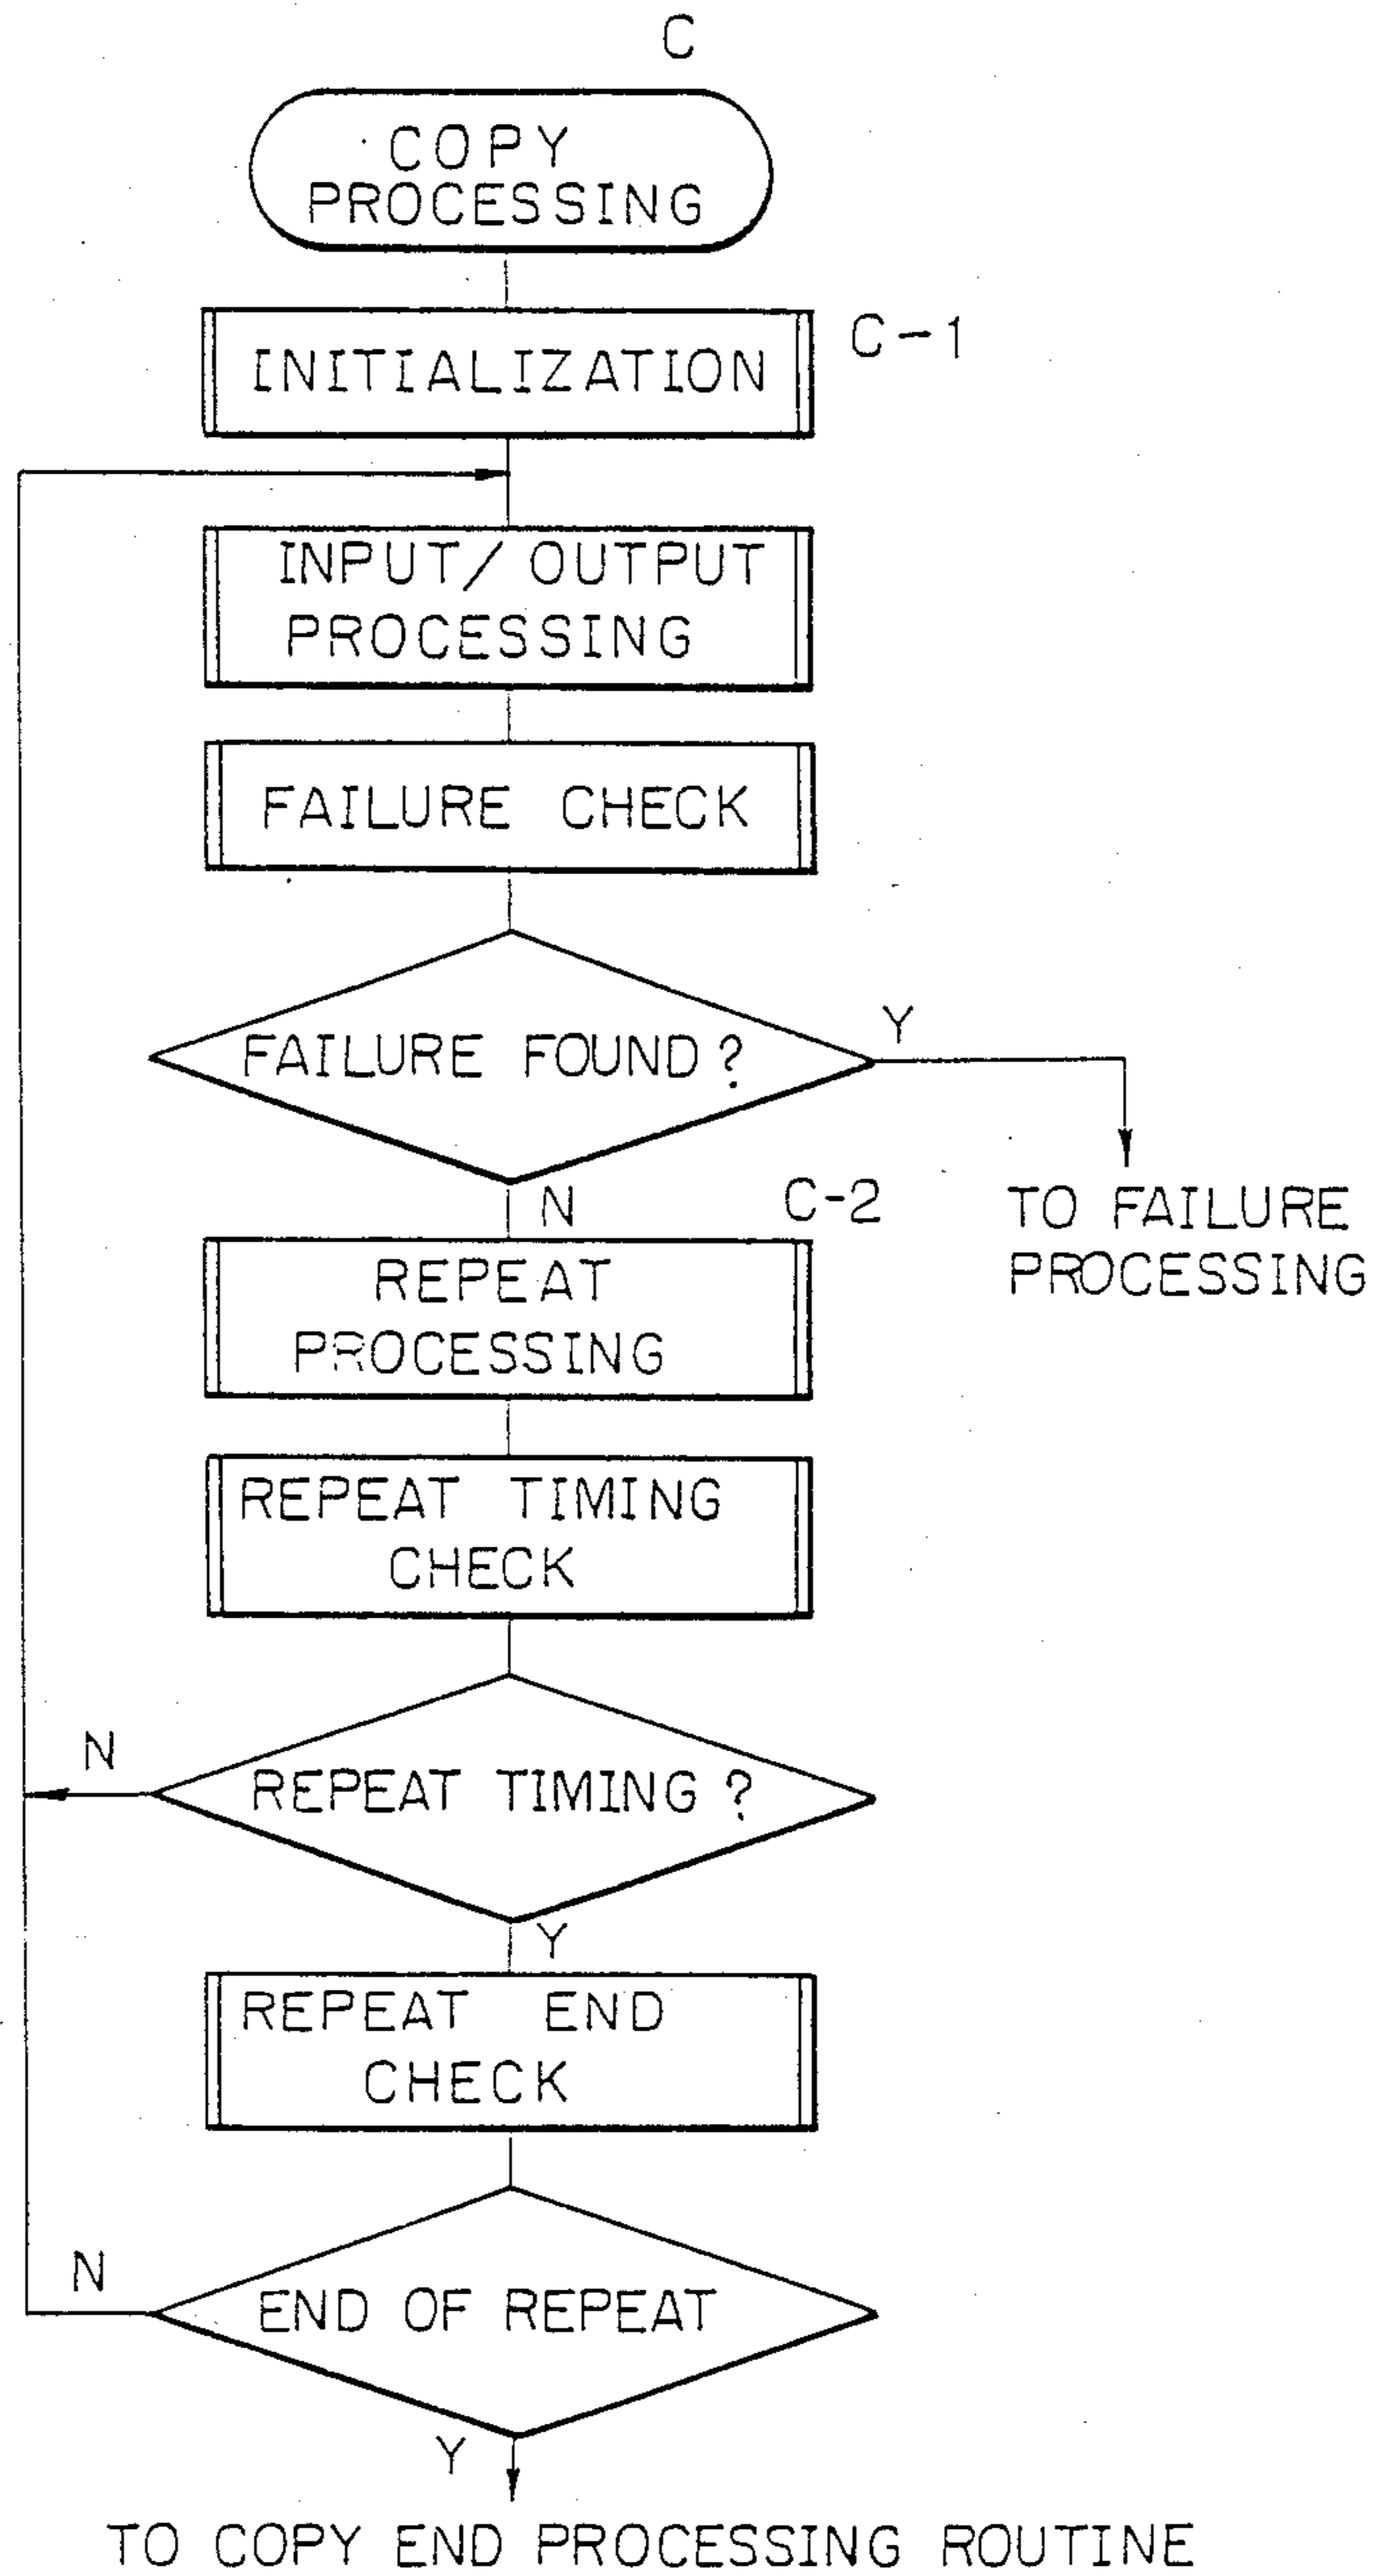 C
COPY
PROCESSING
INITIALIZATION
C-1
INPUT/OUTPUT
PROCESSING
FAILURE CHECK
FAILURE FOUND?
Y
N
TO FAILURE
PROCESSING
C-2
REPEAT
PROCESSING
REPEAT TIMING
CHECK
REPEAT TIMING?
N
Y
REPEAT END
CHECK
END OF REPEAT
N
Y
TO COPY END PROCESSING ROUTINE